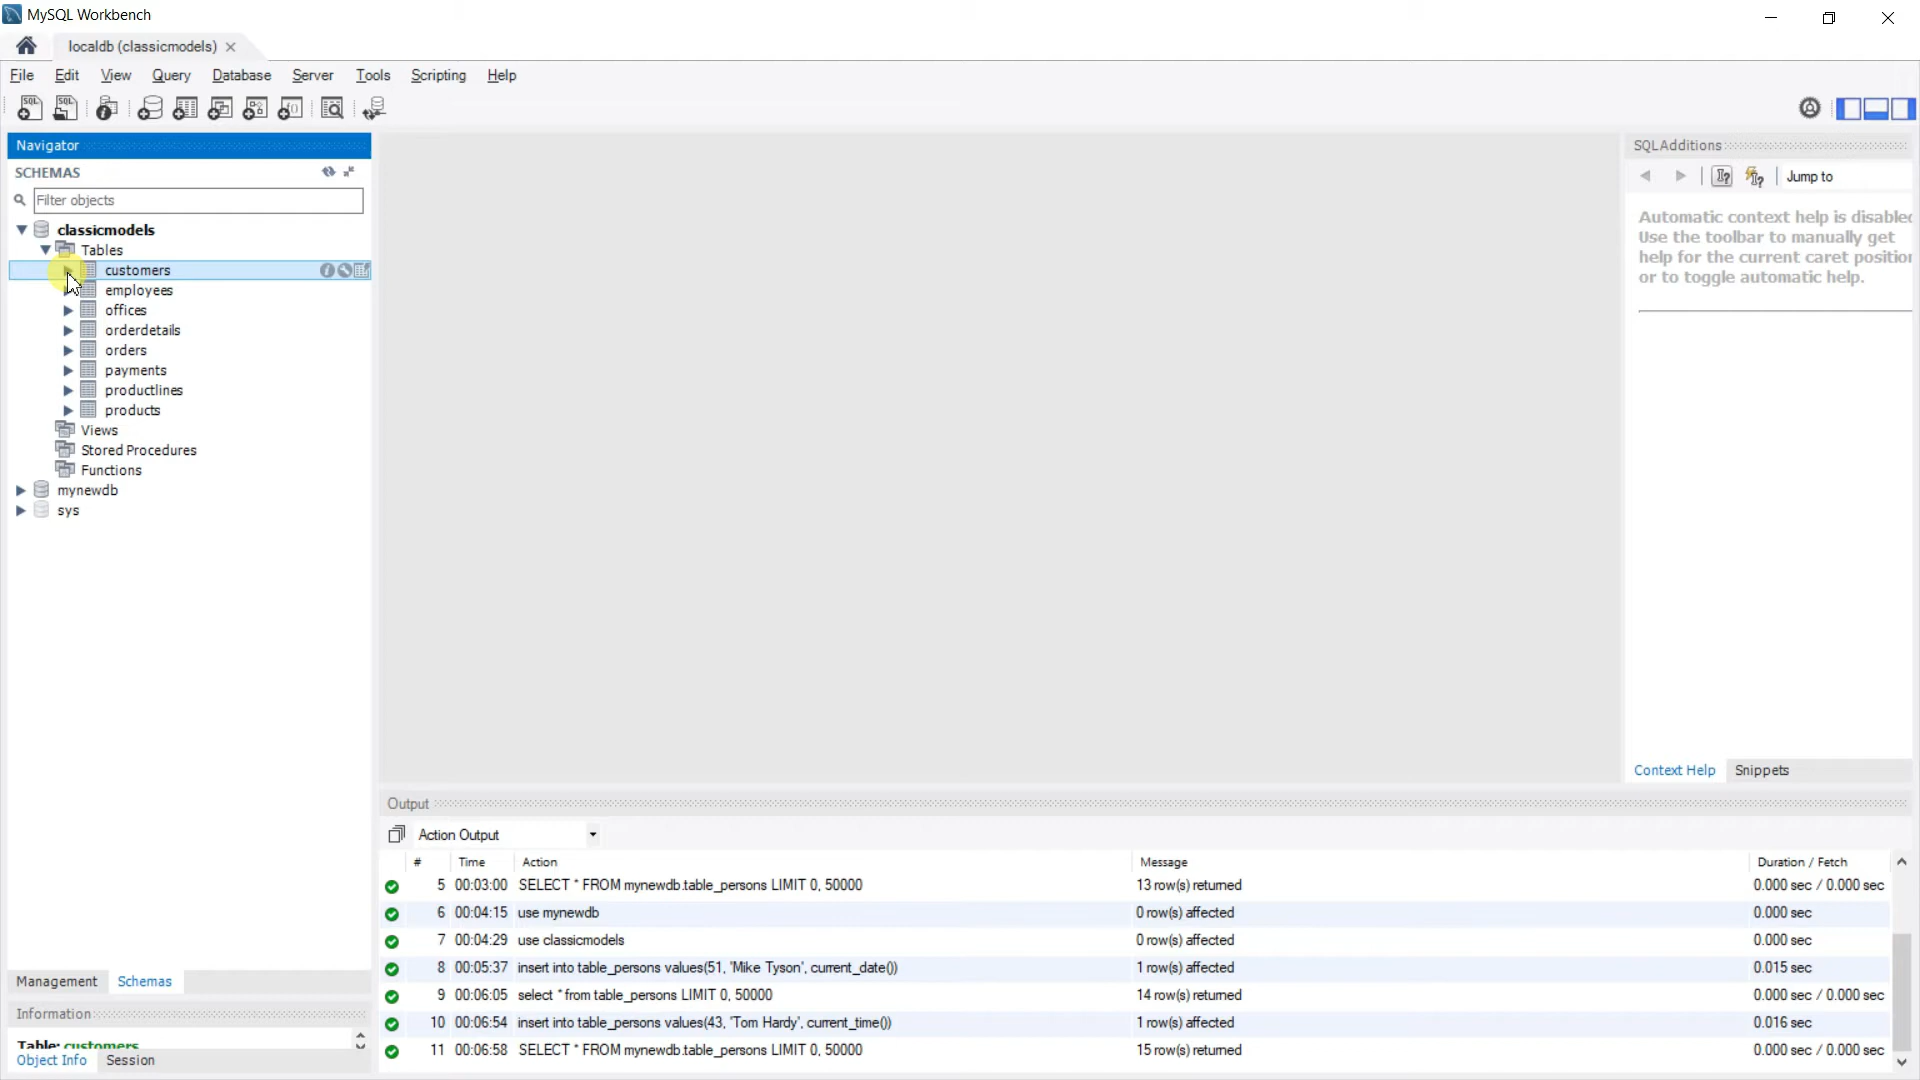 MySQL Workbench
localdb (classicmodels)
File Edit View Query Database Server Tools Scripting Help
Navigator
SCHEMAS
Filter objects
classicmodels
Tables
customers
employees
offices
orderdetails
orders
payments
productlines
products
Views
Stored Procedures
Functions
mynewdb
sys
Management Schemas
Information
Table: customers
Object Info Session
SQLAdditions
Jump to
Automatic context help is disabled
Use the toolbar to manually get
help for the current caret position
or to toggle automatic help.
Context Help Snippets
Output
Action Output
# Time Action Message Duration / Fetch
5 00:03:00 SELECT * FROM mynewdb.table_persons LIMIT 0, 50000 13 row(s) returned 0.000 sec / 0.000 sec
6 00:04:15 use mynewdb 0 row(s) affected 0.000 sec
7 00:04:29 use classicmodels 0 row(s) affected 0.000 sec
8 00:05:37 insert into table_persons values(51, 'Mike Tyson', current_date()) 1 row(s) affected 0.015 sec
9 00:06:05 select * from table_persons LIMIT 0, 50000 14 row(s) returned 0.000 sec / 0.000 sec
10 00:06:54 insert into table_persons values(43, 'Tom Hardy', current_time()) 1 row(s) affected 0.016 sec
11 00:06:58 SELECT * FROM mynewdb.table_persons LIMIT 0, 50000 15 row(s) returned 0.000 sec / 0.000 sec